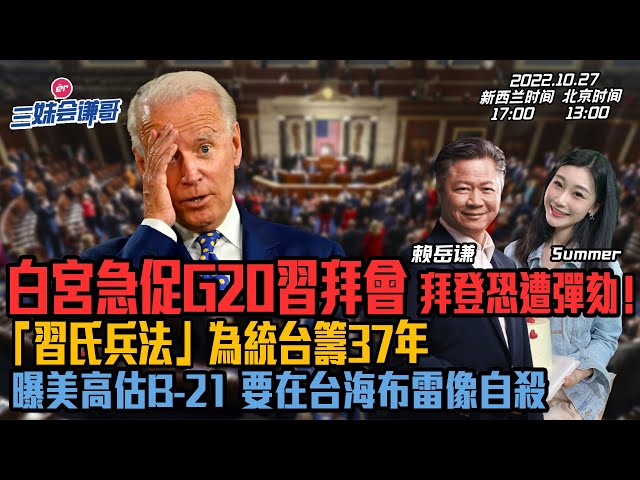 èr
三妹会谦哥
2022.10.27
新西兰时间 北京时间
17:00 13:00
赖岳谦
Summer
白宮急促G20習拜會 拜登恐遭彈劾!
「習氏兵法」為統台籌37年
曝美高估B-21 要在台海布雷像自殺